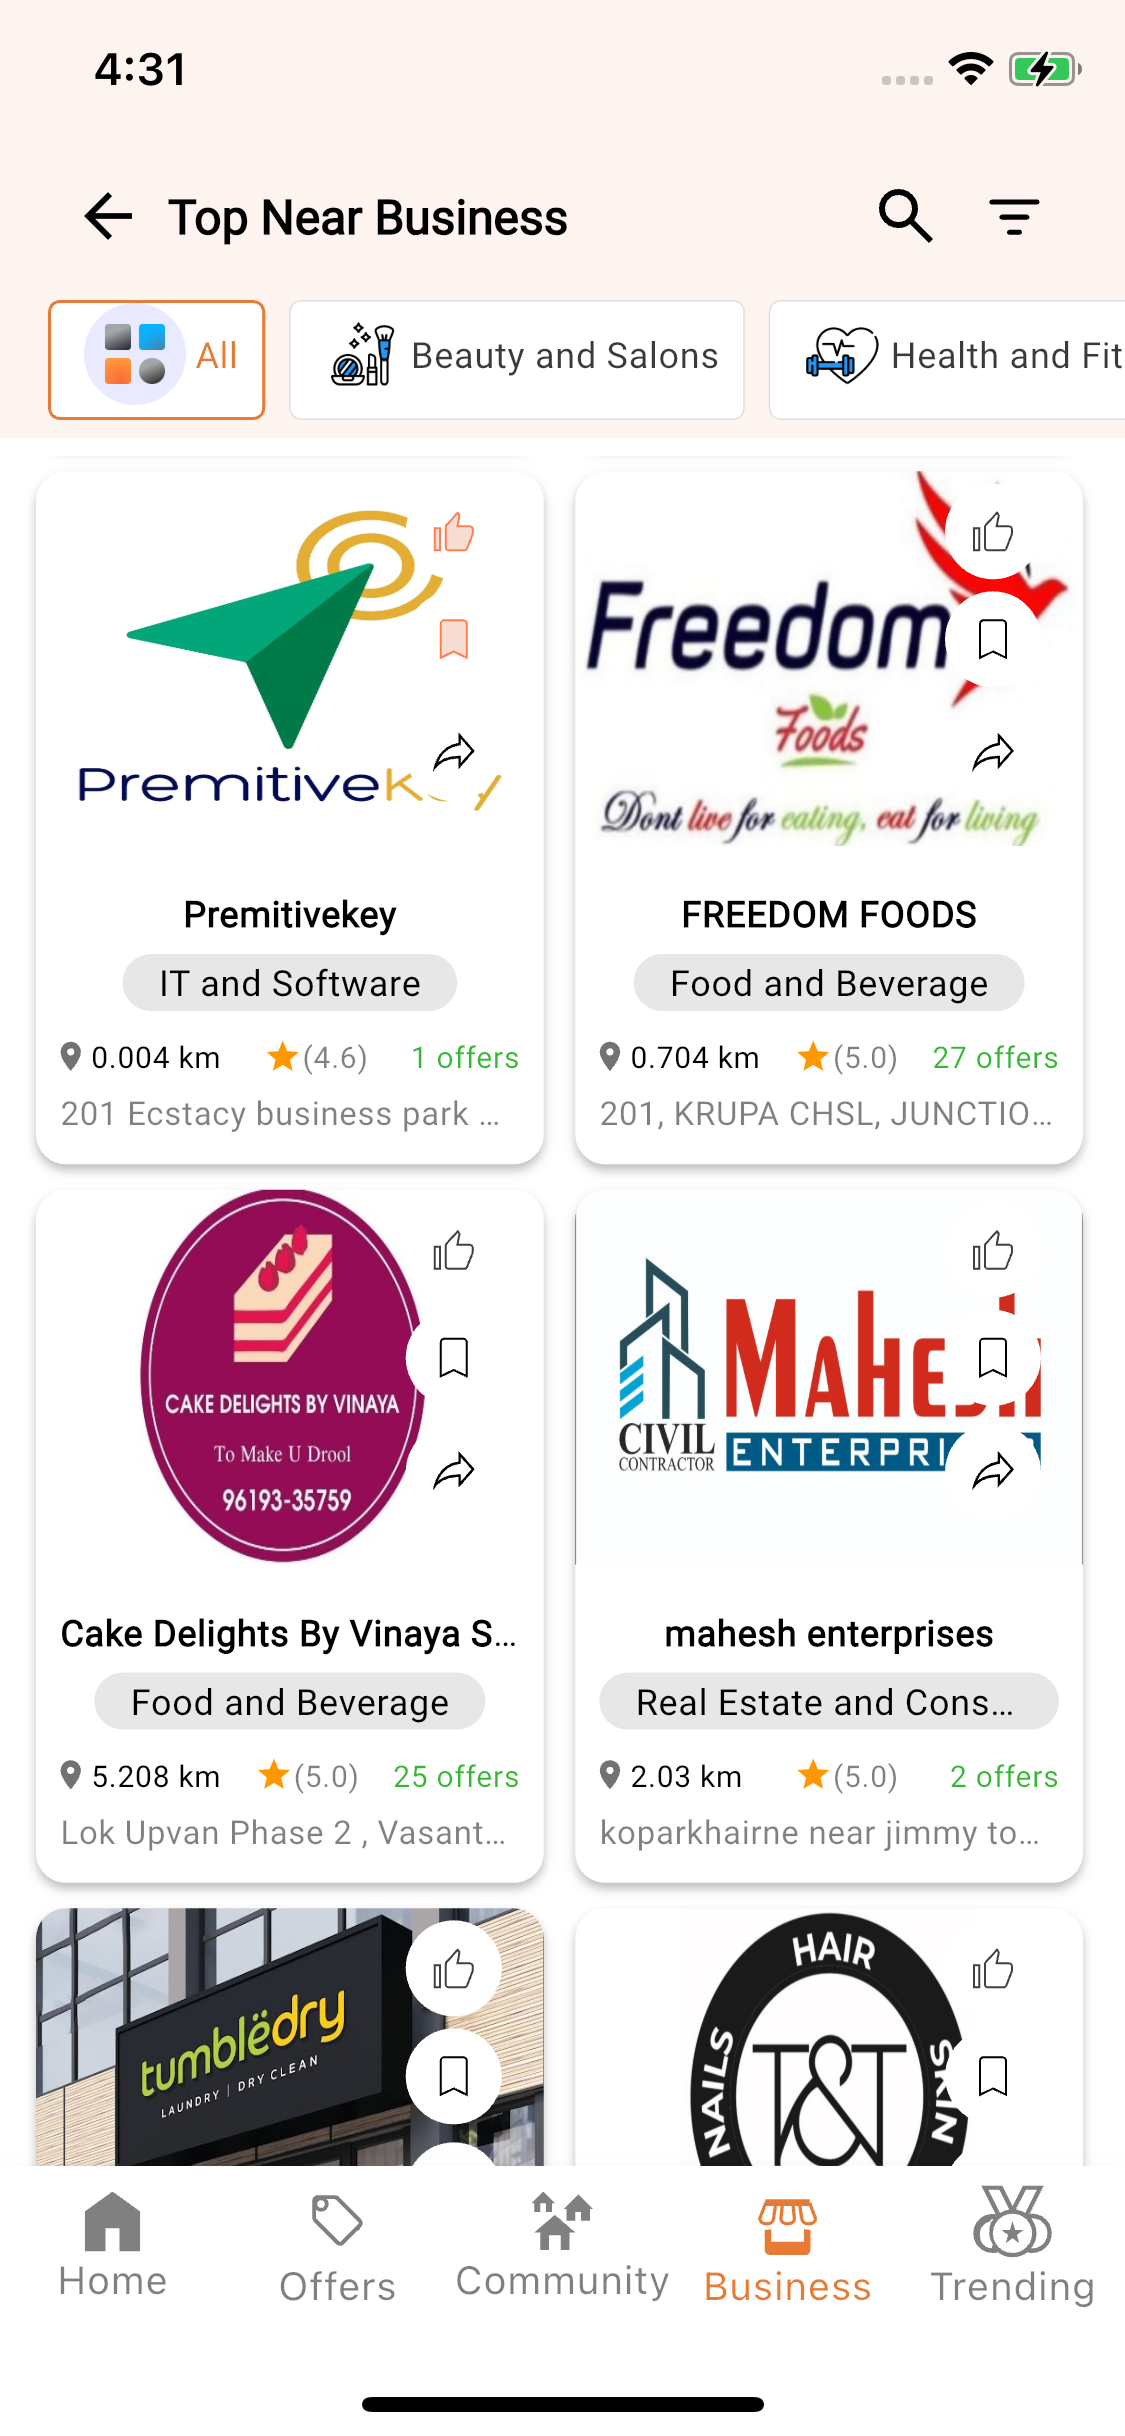 4:31
Top Near Business
All
Beauty and Salons
Health and Fit
Premitivek
Freedom
Foods
Dont live for eating, eat for living
Premitivekey
FREEDOM FOODS
IT and Software
Food and Beverage
0.004 km
(4.6)
1 offers
0.704 km
(5.0)
27 offers
201 Ecstacy business park ...
201, KRUPA CHSL, JUNCTIO...
CAKE DELIGHTS BY VINAYA
To Make U Drool
96193-35759
CIVIL
CONTRACTOR
MAHE
ENTERPRI
Cake Delights By Vinaya S...
mahesh enterprises
Food and Beverage
Real Estate and Cons...
5.208 km
(5.0)
25 offers
2.03 km
(5.0)
2 offers
Lok Upvan Phase 2 , Vasant...
koparkhairne near jimmy to...
tumblëdry
LAUNDRY | DRY CLEAN
HAIR
NAILS
SKIN
T&T
Home
Offers
Community
Business
Trending